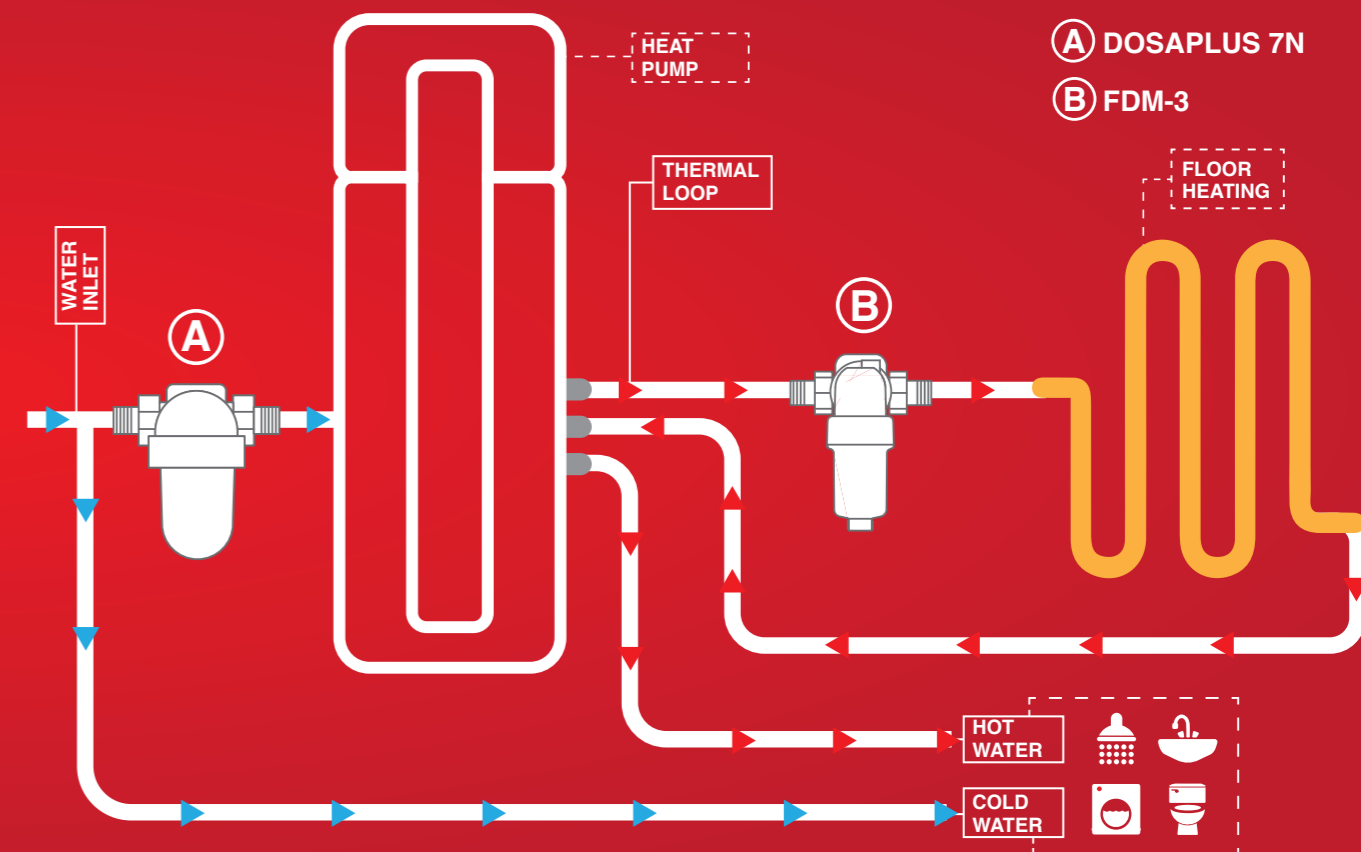 HEAT
PUMP
A DOSAPLUS 7N
B FDM-3
THERMAL
LOOP
FLOOR
HEATING
WATER
INLET
A
B
HOT
WATER
COLD
WATER